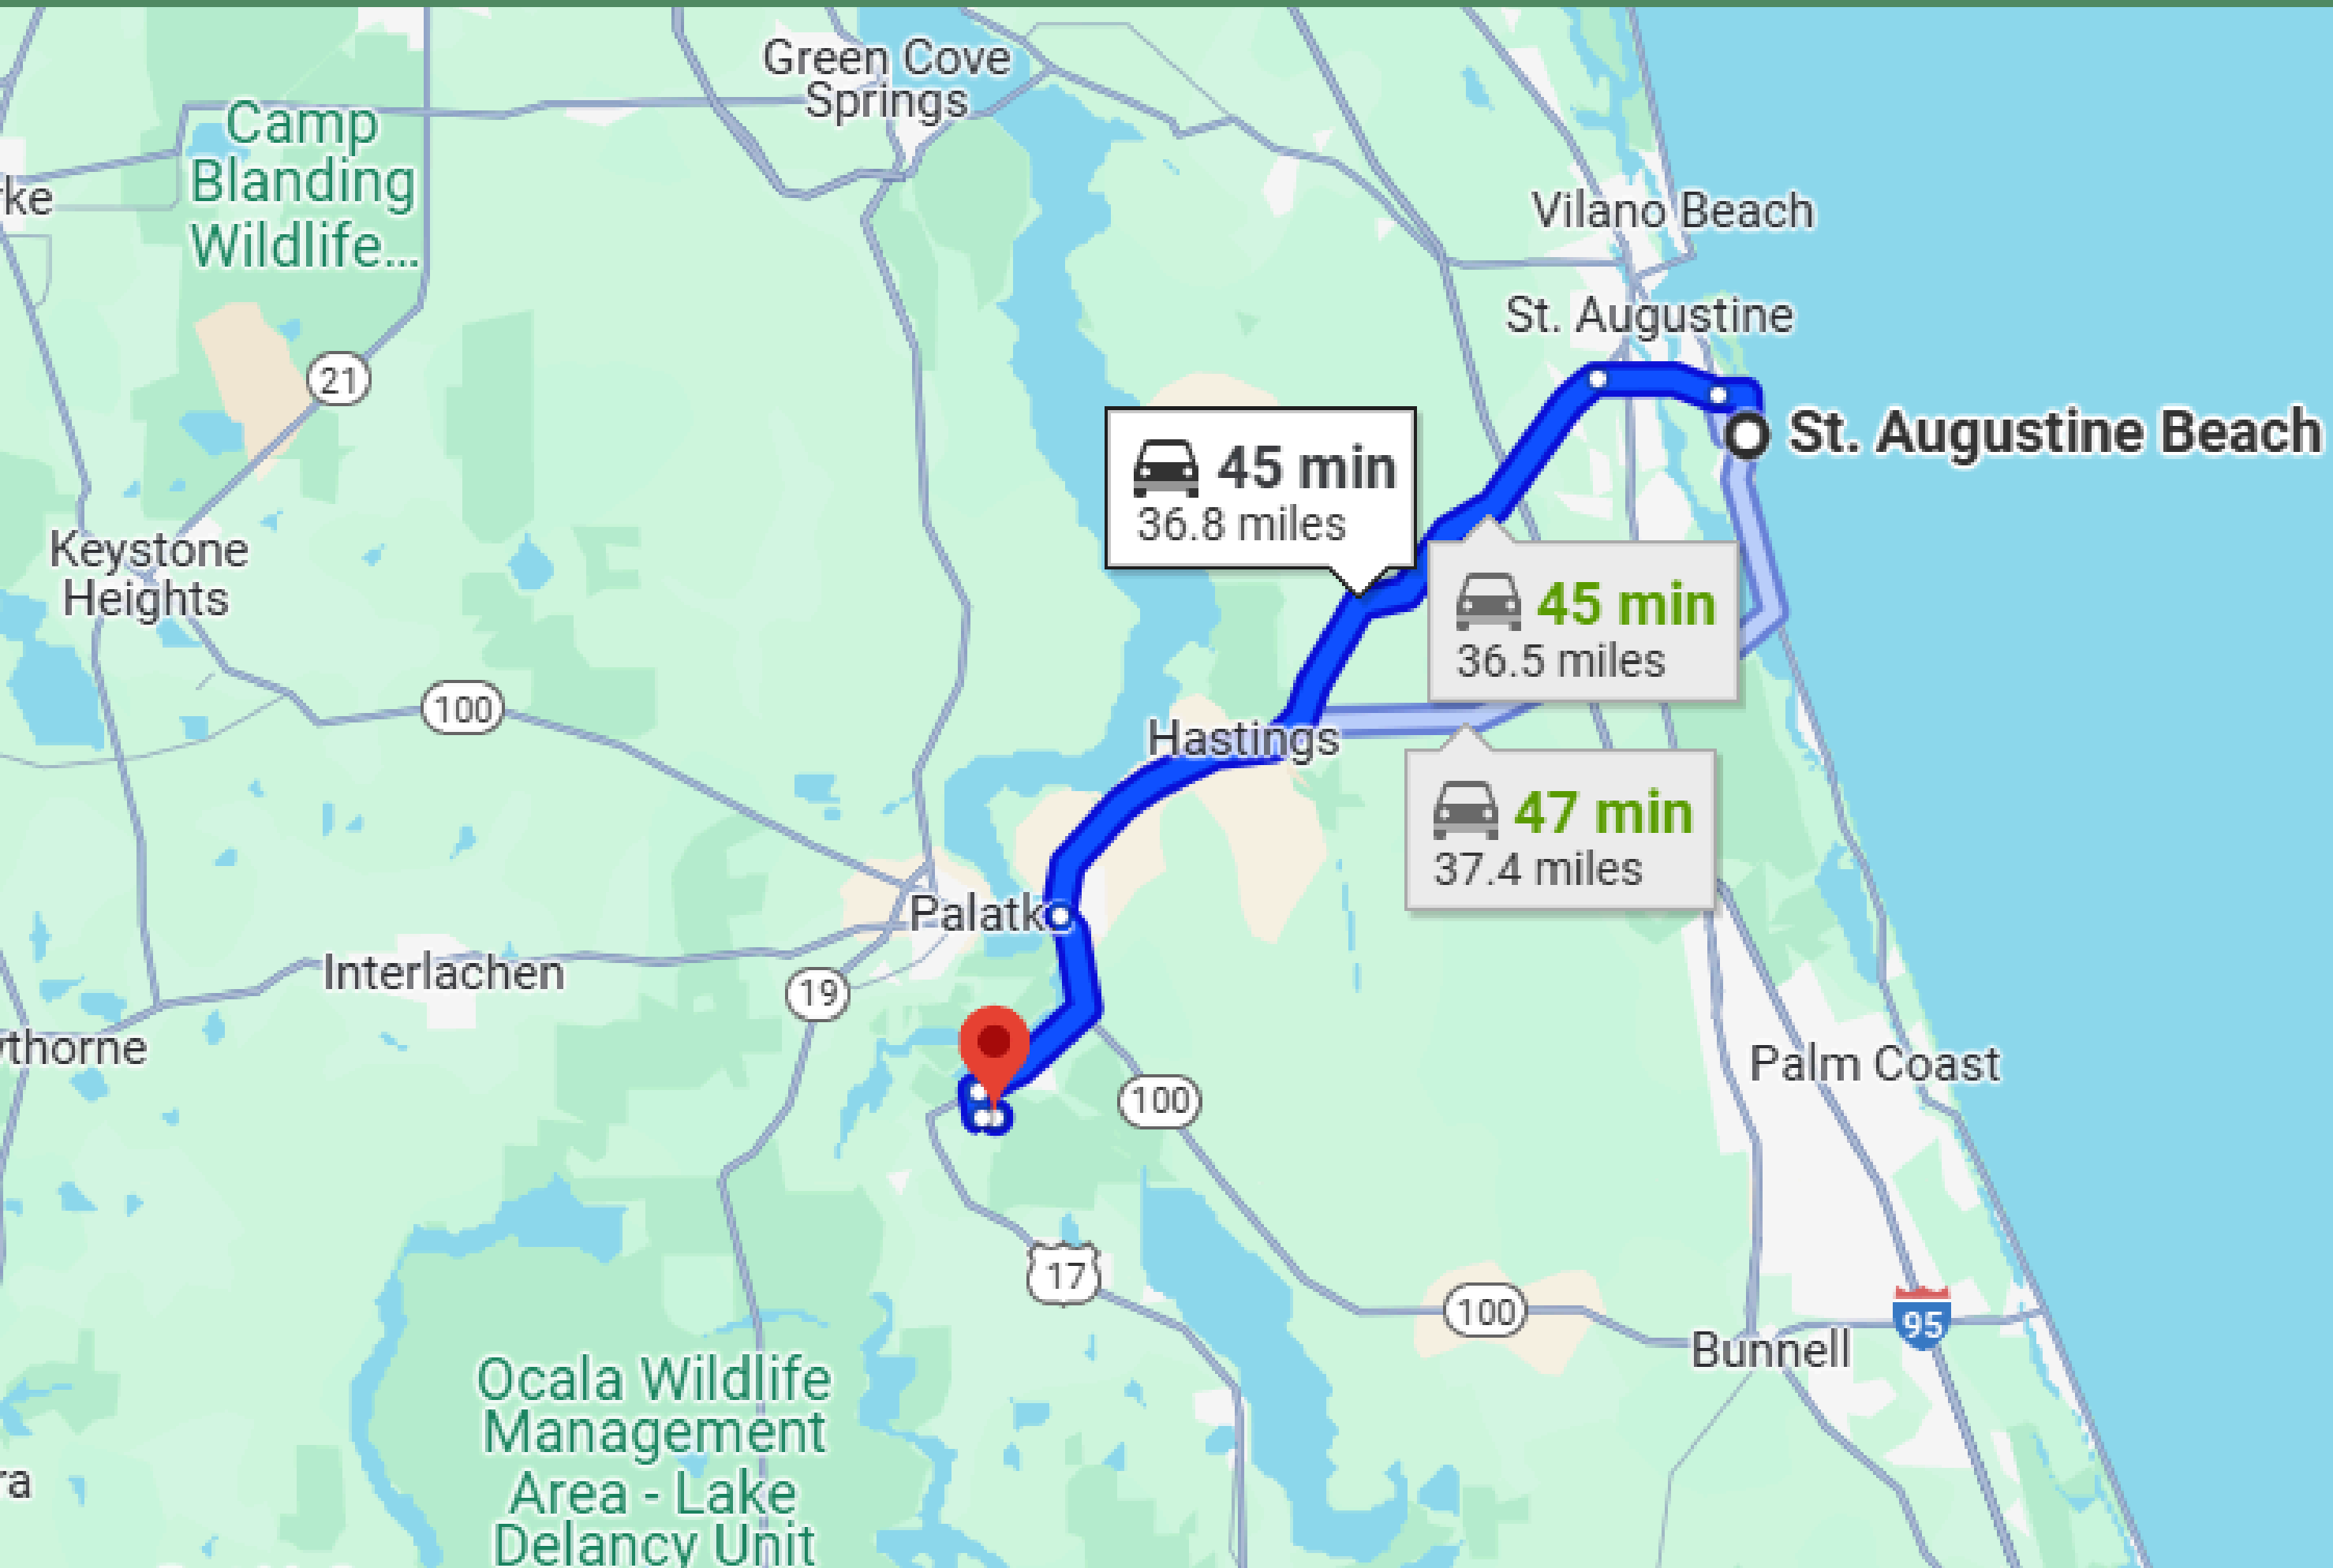 Green Cove
Springs
Camp
Blanding
Wildlife...
rke
Vilano Beach
St. Augustine
21
St. Augustine Beach
45 min
36.8 miles
Keystone
Heights
45 min
36.5 miles
100
Hastings
47 min
37.4 miles
Palatk
Interlachen
19
thorne
Palm Coast
100
17
100
95
Bunnell
Ocala Wildlife
Management
Area - Lake
Delancy Unit
ra